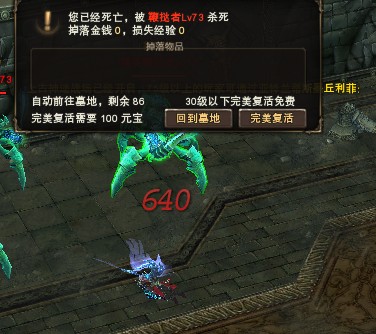 您已经死亡，被 鞭挞者Lv73 杀死
掉落金钱 0，损失经验 0
掉落物品
73
丘利菲:
自动前往墓地，剩余 86
30级以下完美复活免费
完美复活需要 100 元宝
回到墓地
完美复活
640